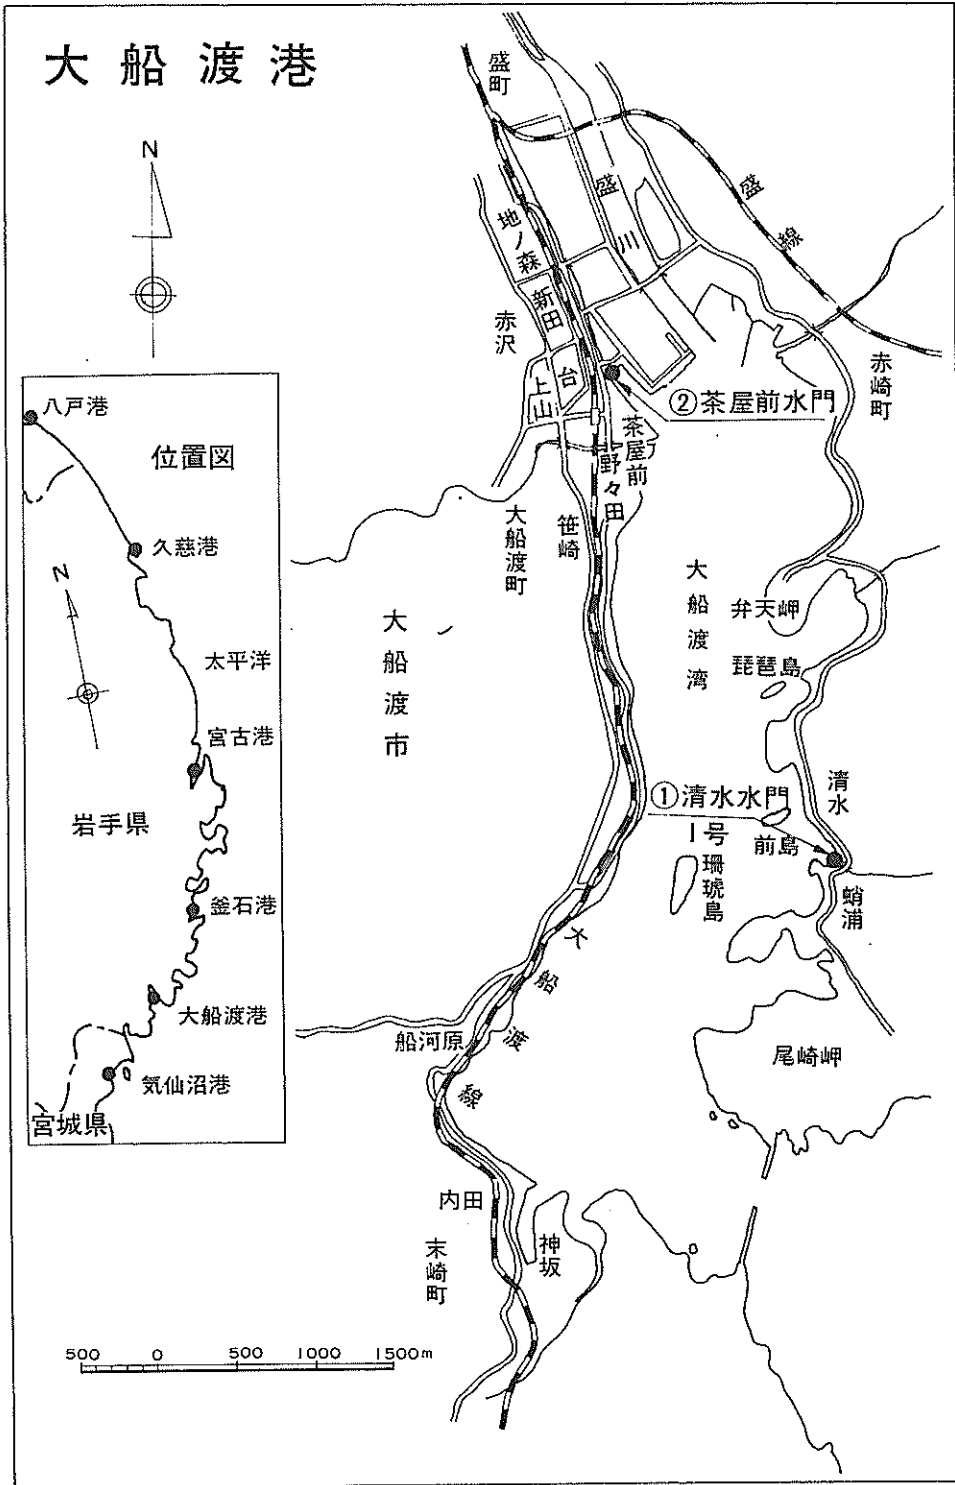 大船渡港
N
位置図
八戸港
久慈港
N
太平洋
宮古港
岩手県
釜石港
大船渡港
気仙沼港
宮城県
盛町
盛川
盛線
地ノ森
新田
赤沢
台
上山
②茶屋前水門
茶屋前
野々田
赤崎町
笹崎
大船渡町
大船渡市
大船渡湾
弁天岬
琵琶島
清水
①清水水門
1号
前島
珊琥島
蛸浦
大船渡線
船河原
尾崎岬
内田
神坂
末崎町
500 0 500 1000 1500m